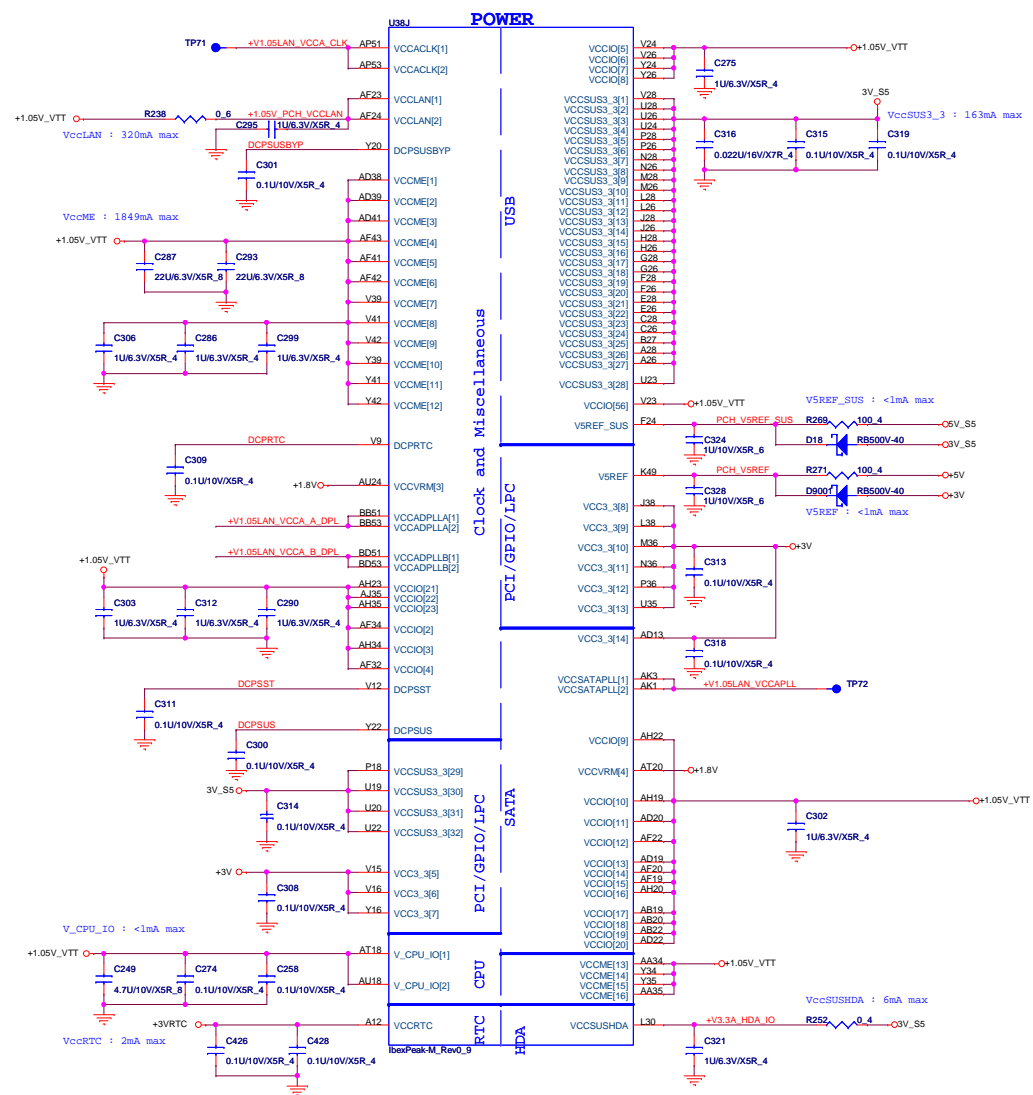 POWER
U38J
TP71
+V1.05LAN_VCCA_CLK
AP51
VCCACLK[1]
AP53
VCCACLK[2]
AF23
VCCLAN[1]
+1.05V_VTT
R238
0_6
+1.05V_PCH_VCCLAN
AF24
VCCLAN[2]
C295
1U/6.3V/X5R_4
VccLAN : 320mA max
DCPSUSBYP
Y20
DCPSUSBYP
C301
0.1U/10V/X5R_4
AD38
VCCME[1]
AD39
VCCME[2]
AD41
VCCME[3]
VccME : 1849mA max
+1.05V_VTT
AF43
VCCME[4]
C287
22U/6.3V/X5R_8
C293
22U/6.3V/X5R_8
AF41
VCCME[5]
AF42
VCCME[6]
V39
VCCME[7]
V41
VCCME[8]
V42
VCCME[9]
Y39
VCCME[10]
Y41
VCCME[11]
Y42
VCCME[12]
C306
1U/6.3V/X5R_4
C286
1U/6.3V/X5R_4
C299
1U/6.3V/X5R_4
DCPRTC
V9
DCPRTC
C309
0.1U/10V/X5R_4
+1.8V
AU24
VCCVRM[3]
BB51
VCCADPLLA[1]
+V1.05LAN_VCCA_A_DPL
BB53
VCCADPLLA[2]
+V1.05LAN_VCCA_B_DPL
BD51
VCCADPLLB[1]
BD53
VCCADPLLB[2]
+1.05V_VTT
AH23
VCCIO[21]
AJ35
VCCIO[22]
AH35
VCCIO[23]
AF34
VCCIO[2]
AH34
VCCIO[3]
AF32
VCCIO[4]
C303
1U/6.3V/X5R_4
C312
1U/6.3V/X5R_4
C290
1U/6.3V/X5R_4
DCPSST
V12
DCPSST
C311
0.1U/10V/X5R_4
DCPSUS
Y22
DCPSUS
C300
0.1U/10V/X5R_4
P18
VCCSUS3_3[29]
3V_S5
U19
VCCSUS3_3[30]
U20
VCCSUS3_3[31]
U22
VCCSUS3_3[32]
C314
0.1U/10V/X5R_4
+3V
V15
VCC3_3[5]
V16
VCC3_3[6]
Y16
VCC3_3[7]
C308
0.1U/10V/X5R_4
V_CPU_IO : <1mA max
+1.05V_VTT
AT18
V_CPU_IO[1]
AU18
V_CPU_IO[2]
C249
4.7U/10V/X5R_8
C274
0.1U/10V/X5R_4
C258
0.1U/10V/X5R_4
+3VRTC
A12
VCCRTC
VccRTC : 2mA max
C426
0.1U/10V/X5R_4
C428
0.1U/10V/X5R_4
IbexPeak-M_Rev0_9
Clock and Miscellaneous
USB
PCI/GPIO/LPC
SATA
PCI/GPIO/LPC
CPU
RTC
HDA
VCCIO[5]
V24
VCCIO[6]
V26
VCCIO[7]
Y24
VCCIO[8]
Y26
+1.05V_VTT
C275
1U/6.3V/X5R_4
VCCSUS3_3[1]
V28
VCCSUS3_3[2]
U28
VCCSUS3_3[3]
U26
VCCSUS3_3[4]
U24
VCCSUS3_3[5]
P28
VCCSUS3_3[6]
P26
VCCSUS3_3[7]
N28
VCCSUS3_3[8]
N26
VCCSUS3_3[9]
M28
VCCSUS3_3[10]
M26
VCCSUS3_3[11]
L28
VCCSUS3_3[12]
L26
VCCSUS3_3[13]
J28
VCCSUS3_3[14]
J26
VCCSUS3_3[15]
H28
VCCSUS3_3[16]
H26
VCCSUS3_3[17]
G28
VCCSUS3_3[18]
G26
VCCSUS3_3[19]
F28
VCCSUS3_3[20]
F26
VCCSUS3_3[21]
E28
VCCSUS3_3[22]
E26
VCCSUS3_3[23]
C28
VCCSUS3_3[24]
C26
VCCSUS3_3[25]
B27
VCCSUS3_3[26]
A28
VCCSUS3_3[27]
A26
VCCSUS3_3[28]
U23
3V_S5
VccSUS3_3 : 163mA max
C316
0.022U/16V/X7R_4
C315
0.1U/10V/X5R_4
C319
0.1U/10V/X5R_4
VCCIO[56]
V23
+1.05V_VTT
V5REF_SUS : <1mA max
V5REF_SUS
F24
PCH_V5REF_SUS
R269
100_4
5V_S5
C324
1U/10V/X5R_6
D18
RB500V-40
3V_S5
V5REF
K49
PCH_V5REF
R271
100_4
+5V
C328
1U/10V/X5R_6
D9001
RB500V-40
+3V
V5REF : <1mA max
VCC3_3[8]
J38
VCC3_3[9]
L38
VCC3_3[10]
M36
+3V
VCC3_3[11]
N36
VCC3_3[12]
P36
VCC3_3[13]
U35
C313
0.1U/10V/X5R_4
VCC3_3[14]
AD13
C318
0.1U/10V/X5R_4
VCCSATAPLL[1]
AK3
VCCSATAPLL[2]
AK1
+V1.05LAN_VCCAPLL
TP72
VCCIO[9]
AH22
VCCVRM[4]
AT20
+1.8V
VCCIO[10]
AH19
+1.05V_VTT
VCCIO[11]
AD20
C302
1U/6.3V/X5R_4
VCCIO[12]
AF22
VCCIO[13]
AD19
VCCIO[14]
AF20
VCCIO[15]
AF19
VCCIO[16]
AH20
VCCIO[17]
AB19
VCCIO[18]
AB20
VCCIO[19]
AB22
VCCIO[20]
AD22
VCCME[13]
AA34
+1.05V_VTT
VCCME[14]
Y34
VCCME[15]
Y35
VCCME[16]
AA35
VccSUSHDA : 6mA max
VCCSUSHDA
L30
+V3.3A_HDA_IO
R252
0_4
3V_S5
C321
1U/6.3V/X5R_4